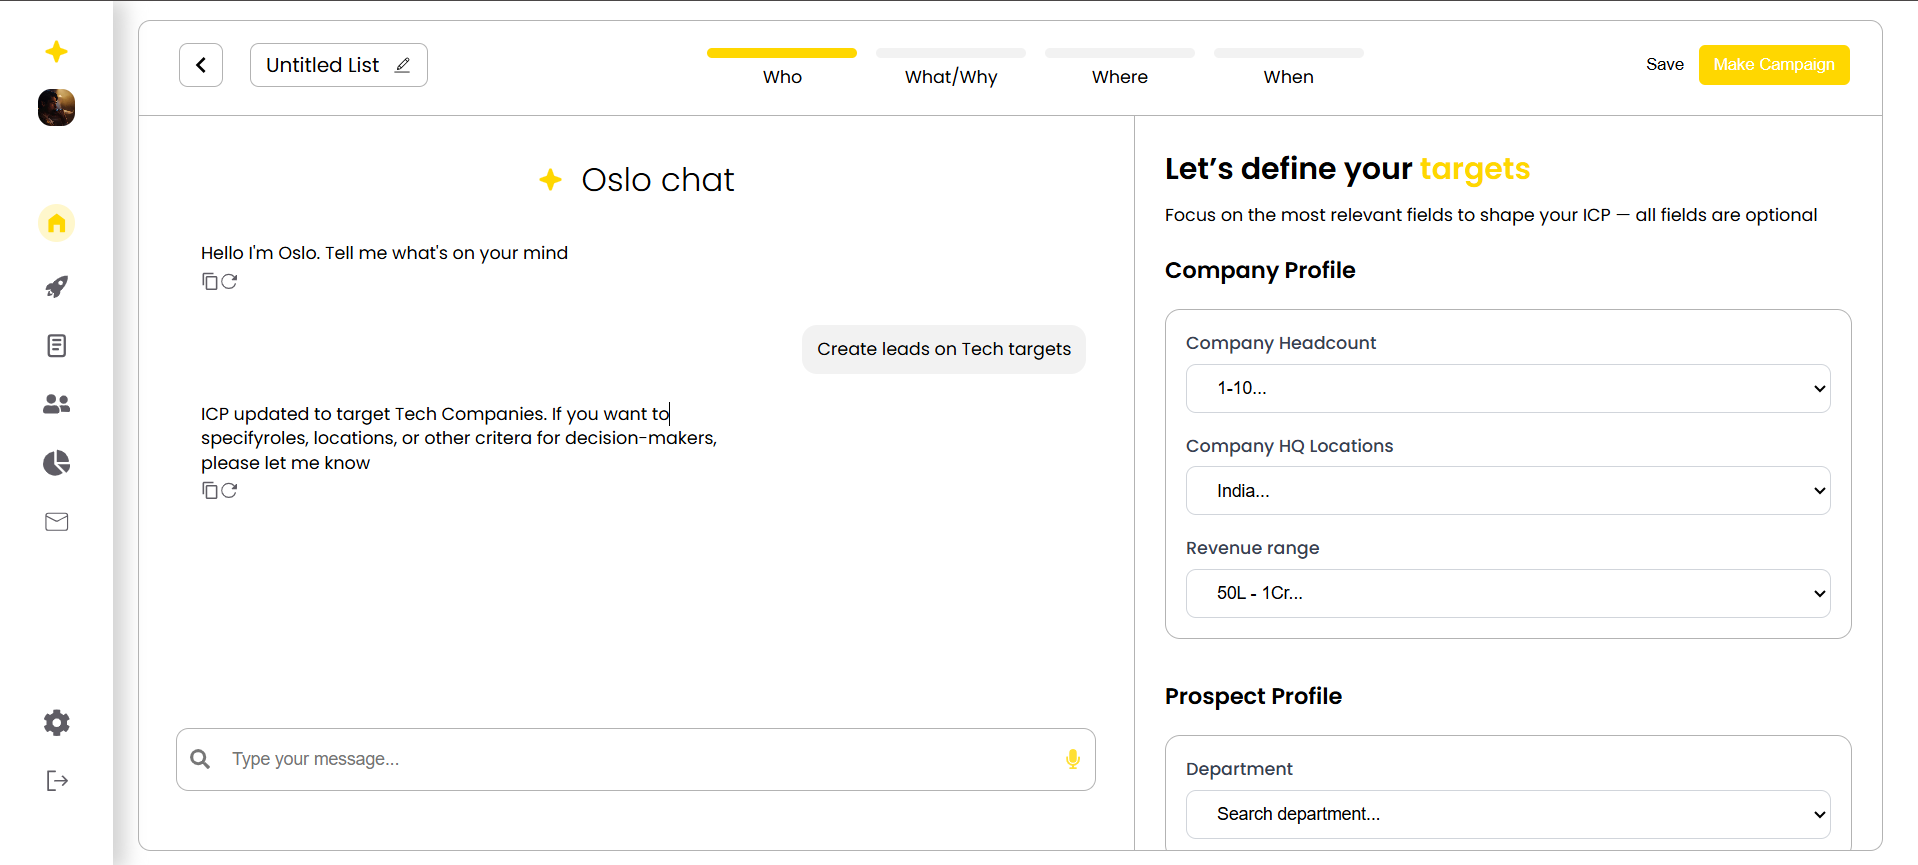 Untitled List
Who
What/Why
Where
When
Save
Make Campaign
Oslo chat
Hello I'm Oslo. Tell me what's on your mind
Create leads on Tech targets
ICP updated to target Tech Companies. If you want to
specifyroles, locations, or other critera for decision-makers,
please let me know
Type your message...
Let's define your targets
Focus on the most relevant fields to shape your ICP — all fields are optional
Company Profile
Company Headcount
1-10...
Company HQ Locations
India...
Revenue range
50L - 1Cr...
Prospect Profile
Department
Search department...